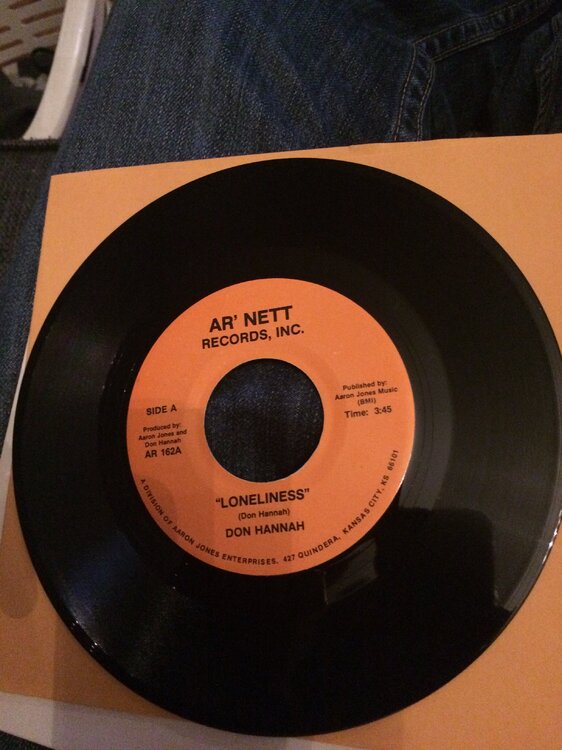 AR' NETT
RECORDS, INC.
SIDE A
Produced by:
Aaron Jones and
Don Hannah
AR 162A
Published by:
Aaron Jones Music
(BMI)
Time: 3:45
"LONELINESS"
(Don Hannah)
DON HANNAH
A DIVISION OF AARON JONES ENTERPRISES, 427 QUINDERA, KANSAS CITY, KS 66101